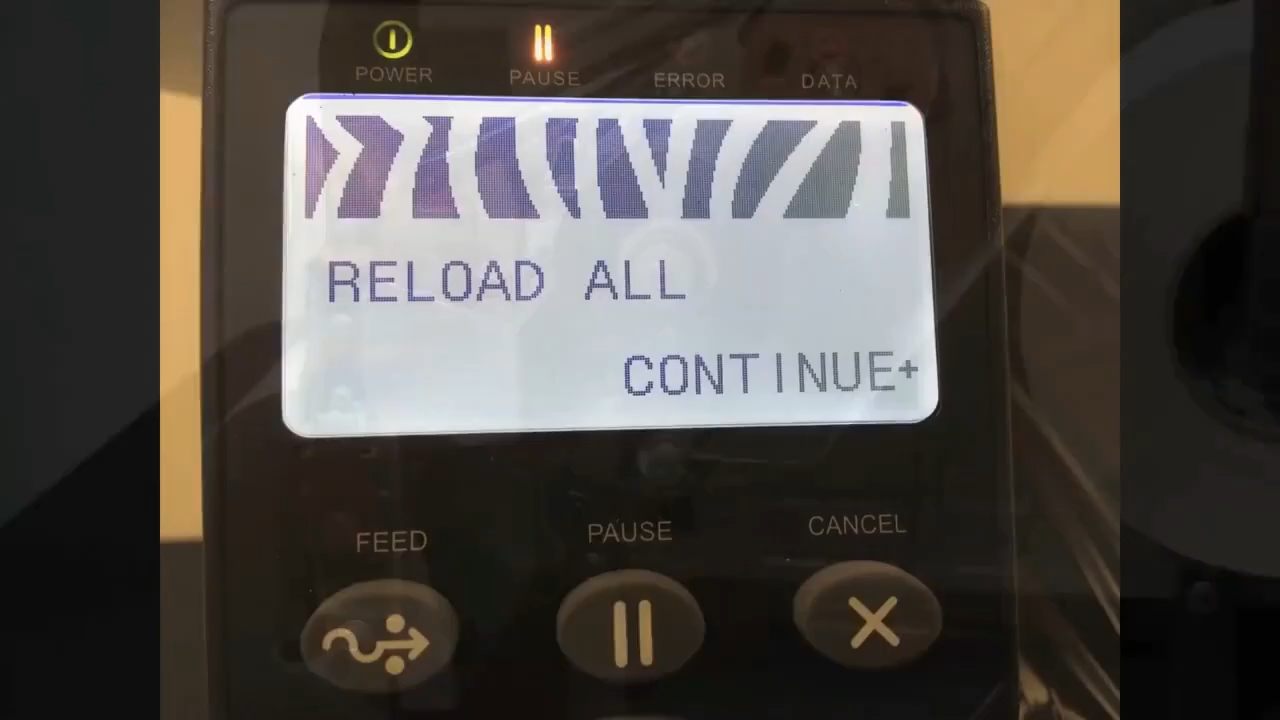 POWER PAUSE ERROR DATA
RELOAD ALL
CONTINUE+
FEED PAUSE CANCEL